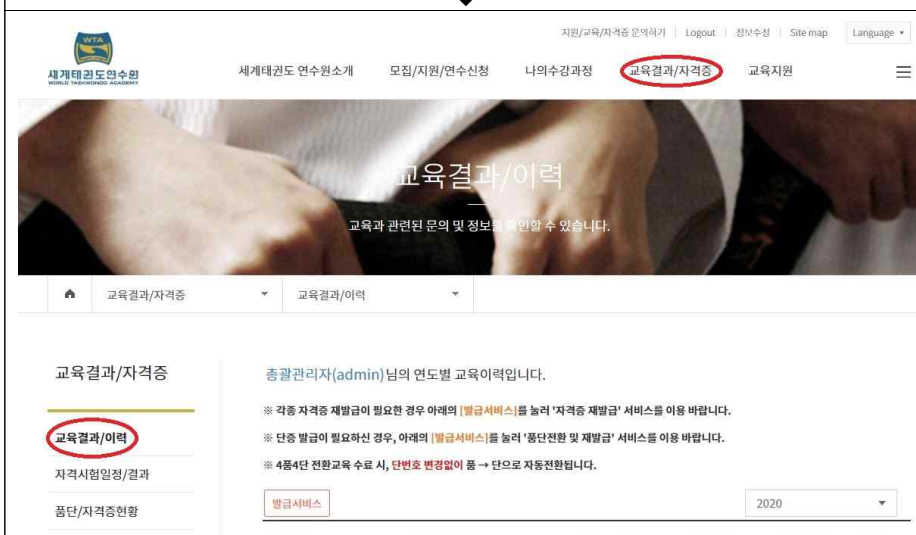 지원/교육/자격증 문의하기 | Logout | 정보수정 | Site map Language
WTA
세계태권도연수원
WORLD TAEKWONDO ACADEMY
세계태권도 연수원소개 모집/지원/연수신청 나의수강과정 교육결과/자격증 교육지원
교육결과/이력
교육과 관련된 문의 및 정보를 확인할 수 있습니다.
교육결과/자격증 교육결과/이력
교육결과/자격증
교육결과/이력
자격시험일정/결과
품단/자격증현황
총괄관리자(admin)님의 연도별 교육이력입니다.
※ 각종 자격증 재발급이 필요한 경우 아래의 [발급서비스]를 눌러 '자격증 재발급' 서비스를 이용 바랍니다.
※ 단증 발급이 필요하신 경우, 아래의 [발급서비스]를 눌러 '품단전환 및 재발급' 서비스를 이용 바랍니다.
※ 4품4단 전환교육 수료 시, 단번호 변경없이 품 → 단으로 자동전환됩니다.
발급서비스 2020